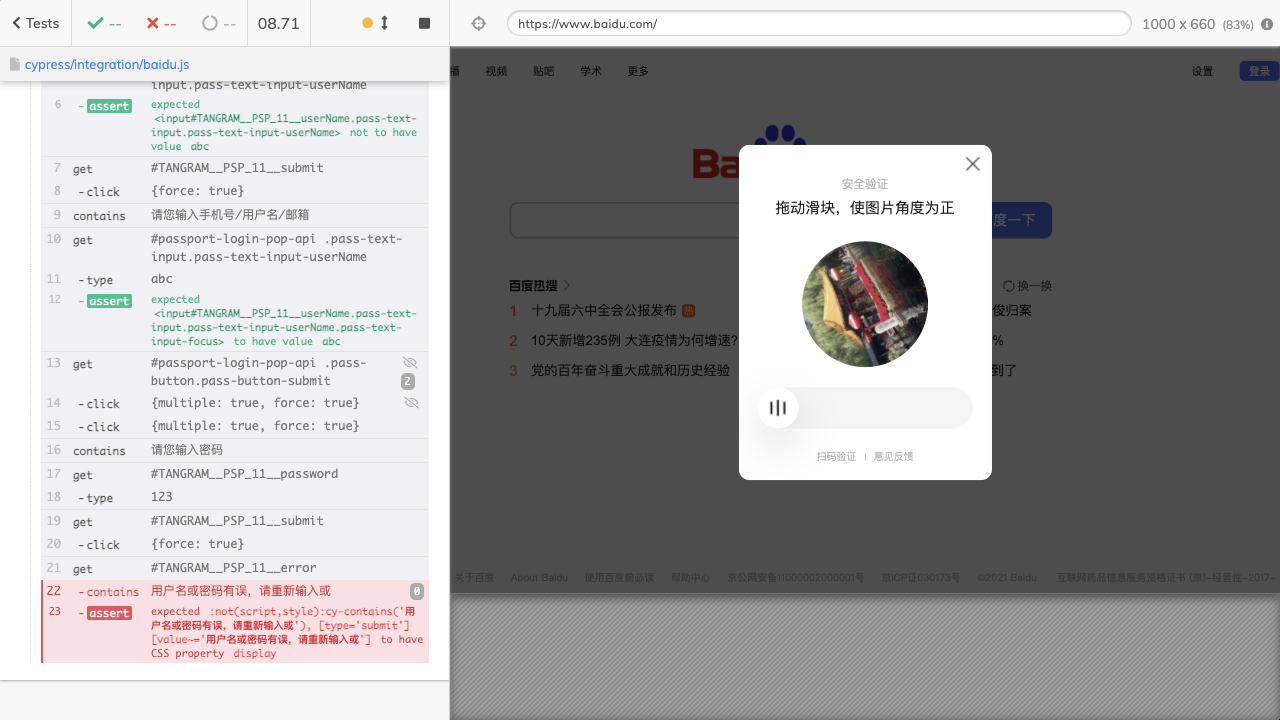 Tests
--
--
--
08.71
https://www.baidu.com/
1000 x 660 (83%)
cypress/integration/baidu.js
input.pass-text-input-userName
6 -assert expected
<input#TANGRAM__PSP_11__userName.pass-text-
input.pass-text-input-userName> not to have
value abc
7 get #TANGRAM__PSP_11__submit
8 -click {force: true}
9 contains 请您输入手机号/用户名/邮箱
10 get #passport-login-pop-api .pass-text-
input.pass-text-input-userName
11 -type abc
12 -assert expected
<input#TANGRAM__PSP_11__userName.pass-text-
input.pass-text-input-userName.pass-text-
input-focus> to have value abc
13 get #passport-login-pop-api .pass-
button.pass-button-submit 2
14 -click {multiple: true, force: true}
15 -click {multiple: true, force: true}
16 contains 请您输入密码
17 get #TANGRAM__PSP_11__password
18 -type 123
19 get #TANGRAM__PSP_11__submit
20 -click {force: true}
21 get #TANGRAM__PSP_11__error
22 -contains 用户名或密码有误，请重新输入或 0
23 -assert expected :not(script,style):cy-contains('用
户名或密码有误，请重新输入或'), [type='submit']
[value~='用户名或密码有误，请重新输入或'] to have
CSS property display
播 视频 贴吧 学术 更多 设置 登录
Ba
度一下
安全验证
拖动滑块，使图片角度为正
扫码验证 | 意见反馈
百度热搜 换一换
1 十九届六中全会公报发布 热
俊归案
2 10天新增235例 大连疫情为何增速?
%
3 党的百年奋斗重大成就和历史经验
到了
关于百度 About Baidu 使用百度前必读 帮助中心 京公网安备11000002000001号 京ICP证030173号 ©2021 Baidu 互联网药品信息服务资格证书 (京)-经营性-2017-